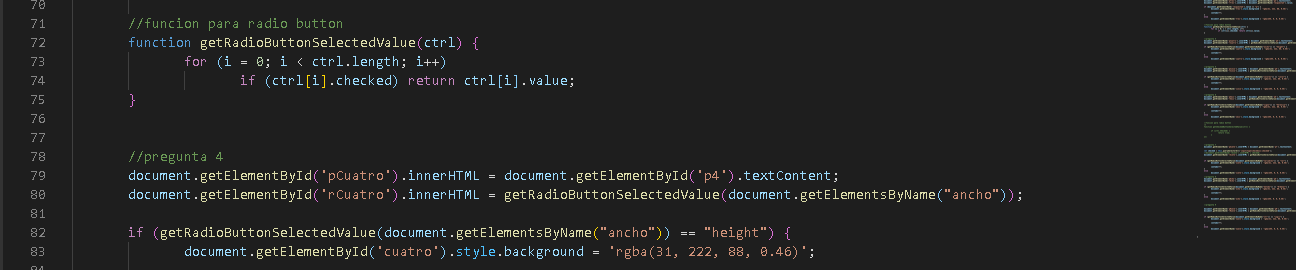 70
71 //funcion para radio button
72 function getRadioButtonSelectedValue(ctrl) {
73 for (i = 0; i < ctrl.length; i++)
74 if (ctrl[i].checked) return ctrl[i].value;
75 }
76
77
78 //pregunta 4
79 document.getElementById('pCuatro').innerHTML = document.getElementById('p4').textContent;
80 document.getElementById('rCuatro').innerHTML = getRadioButtonSelectedValue(document.getElementsByName("ancho"));
81
82 if (getRadioButtonSelectedValue(document.getElementsByName("ancho")) == "height") {
83 document.getElementById('cuatro').style.background = 'rgba(31, 222, 88, 0.46)';
84